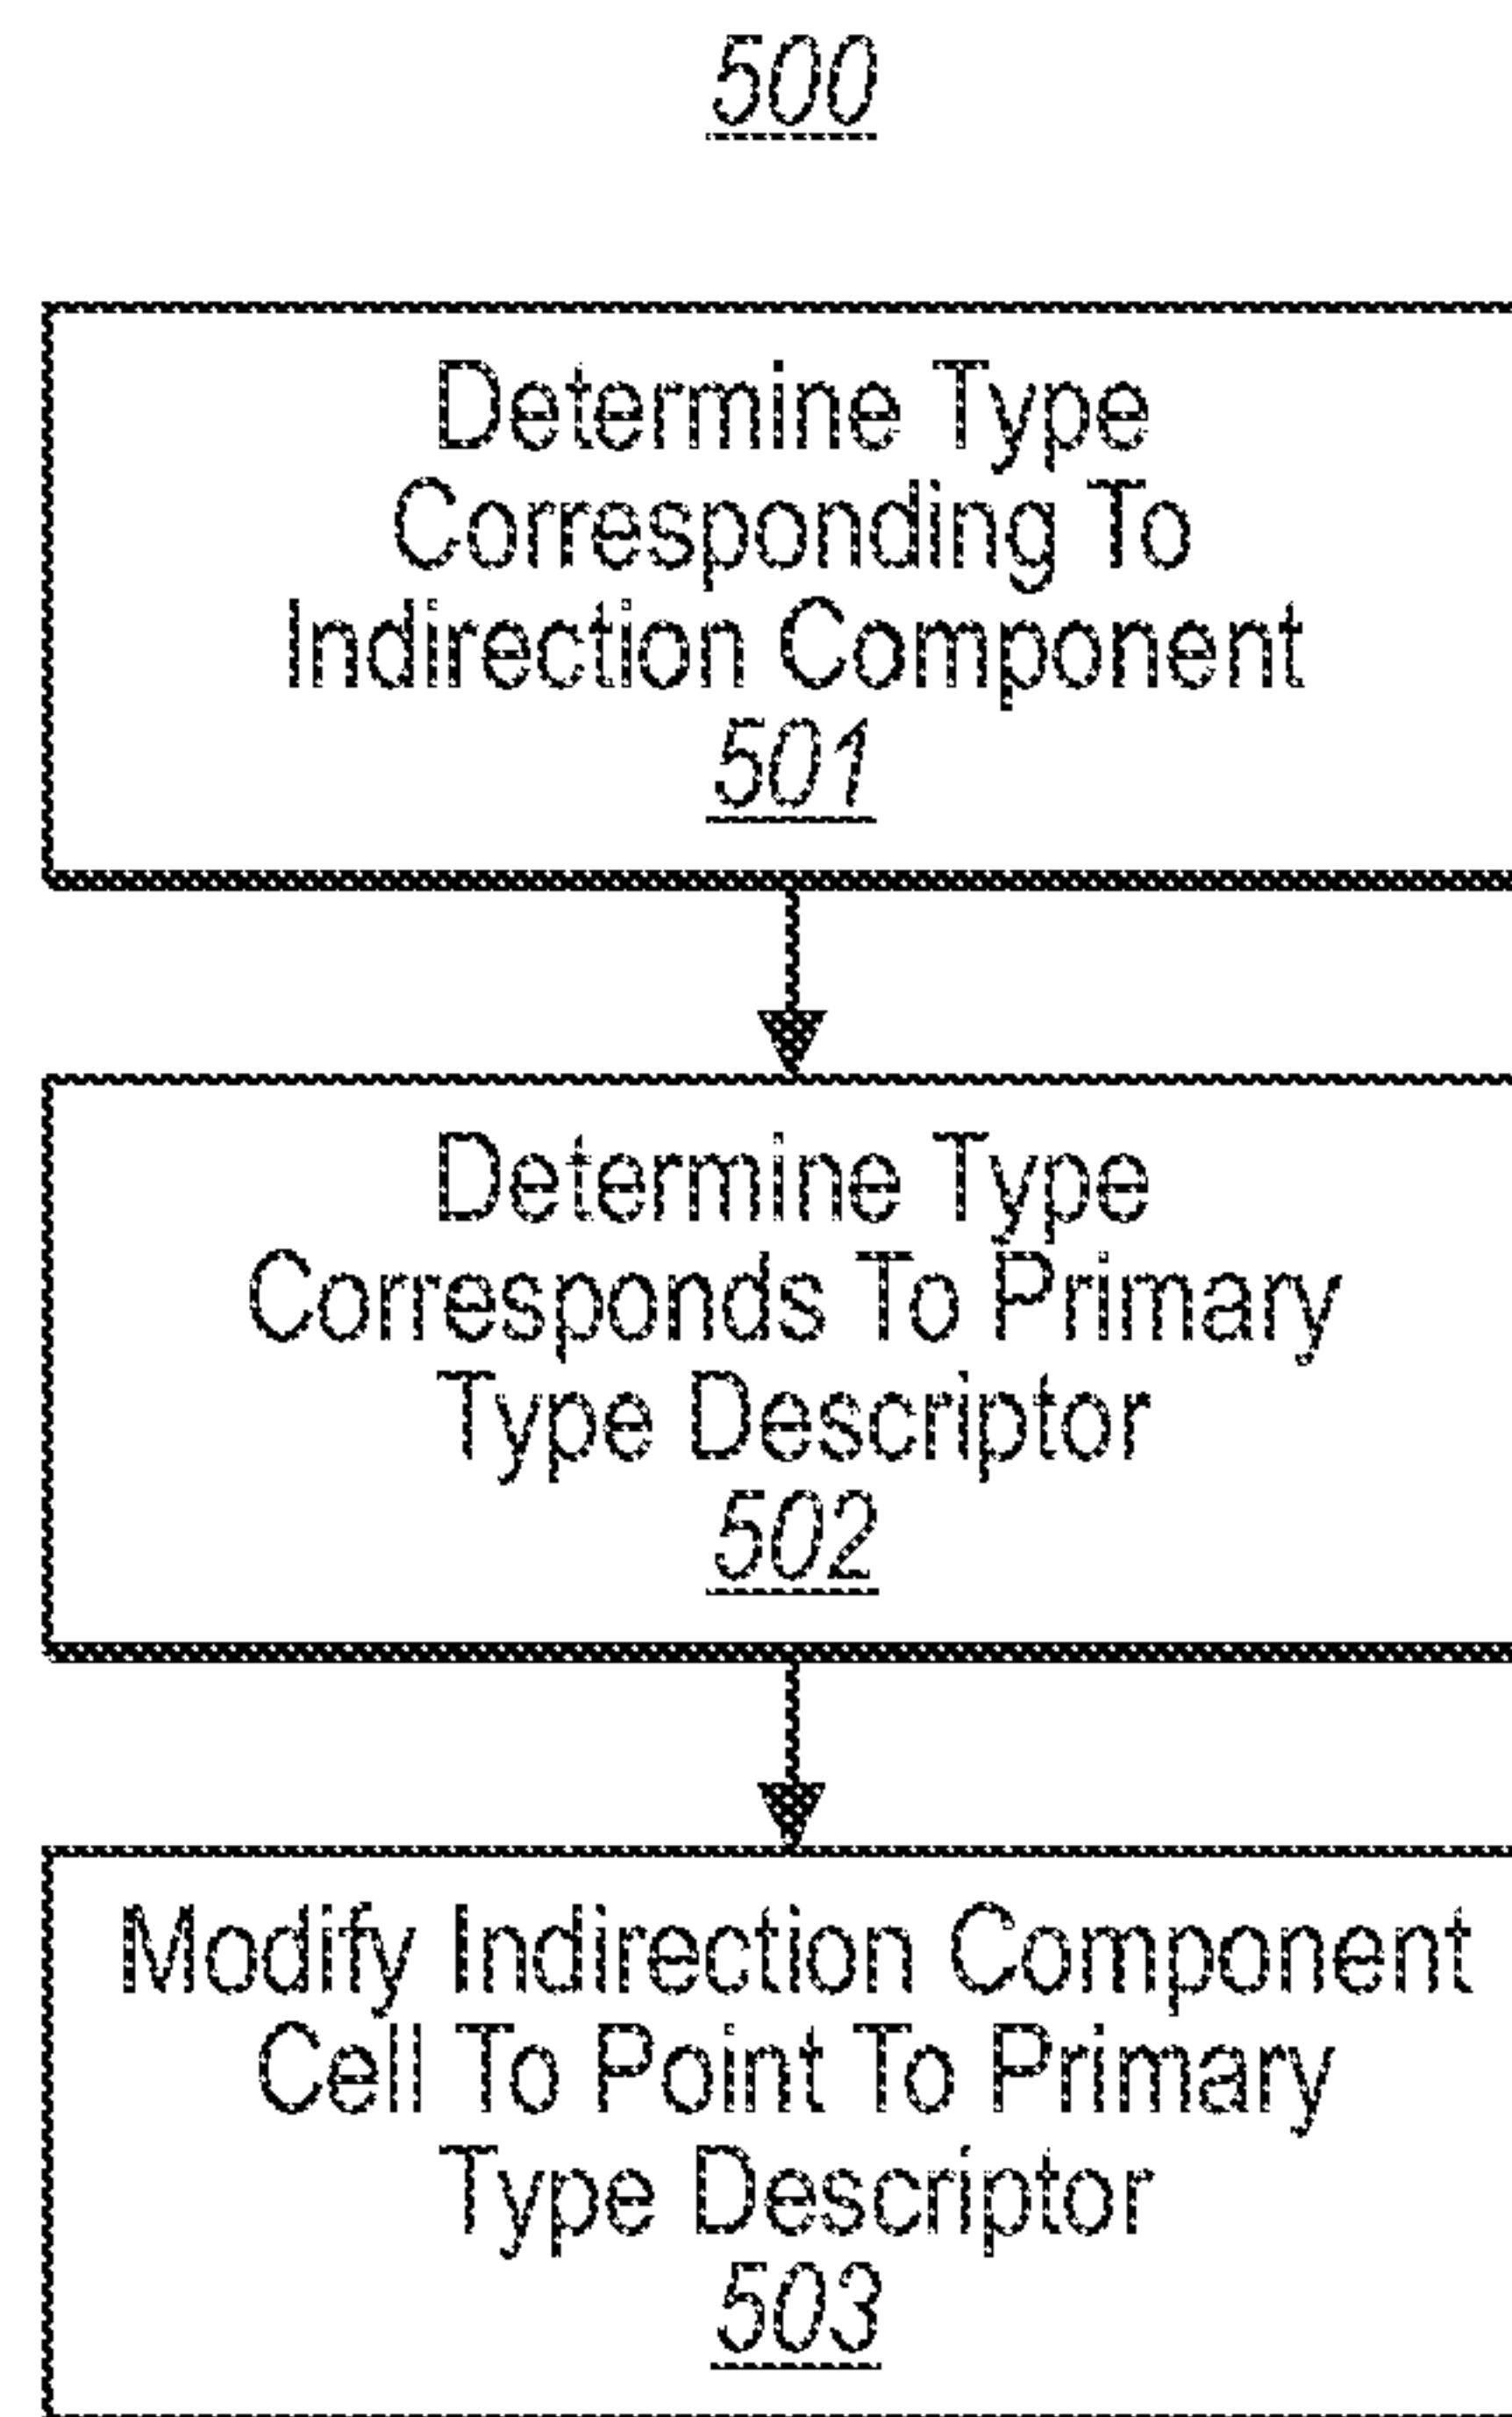 500
Determine Type
Corresponding To
Indirection Component
501
Determine Type
Corresponds To Primary
Type Descriptor
502
Modify Indirection Component
Cell To Point To Primary
Type Descriptor
503